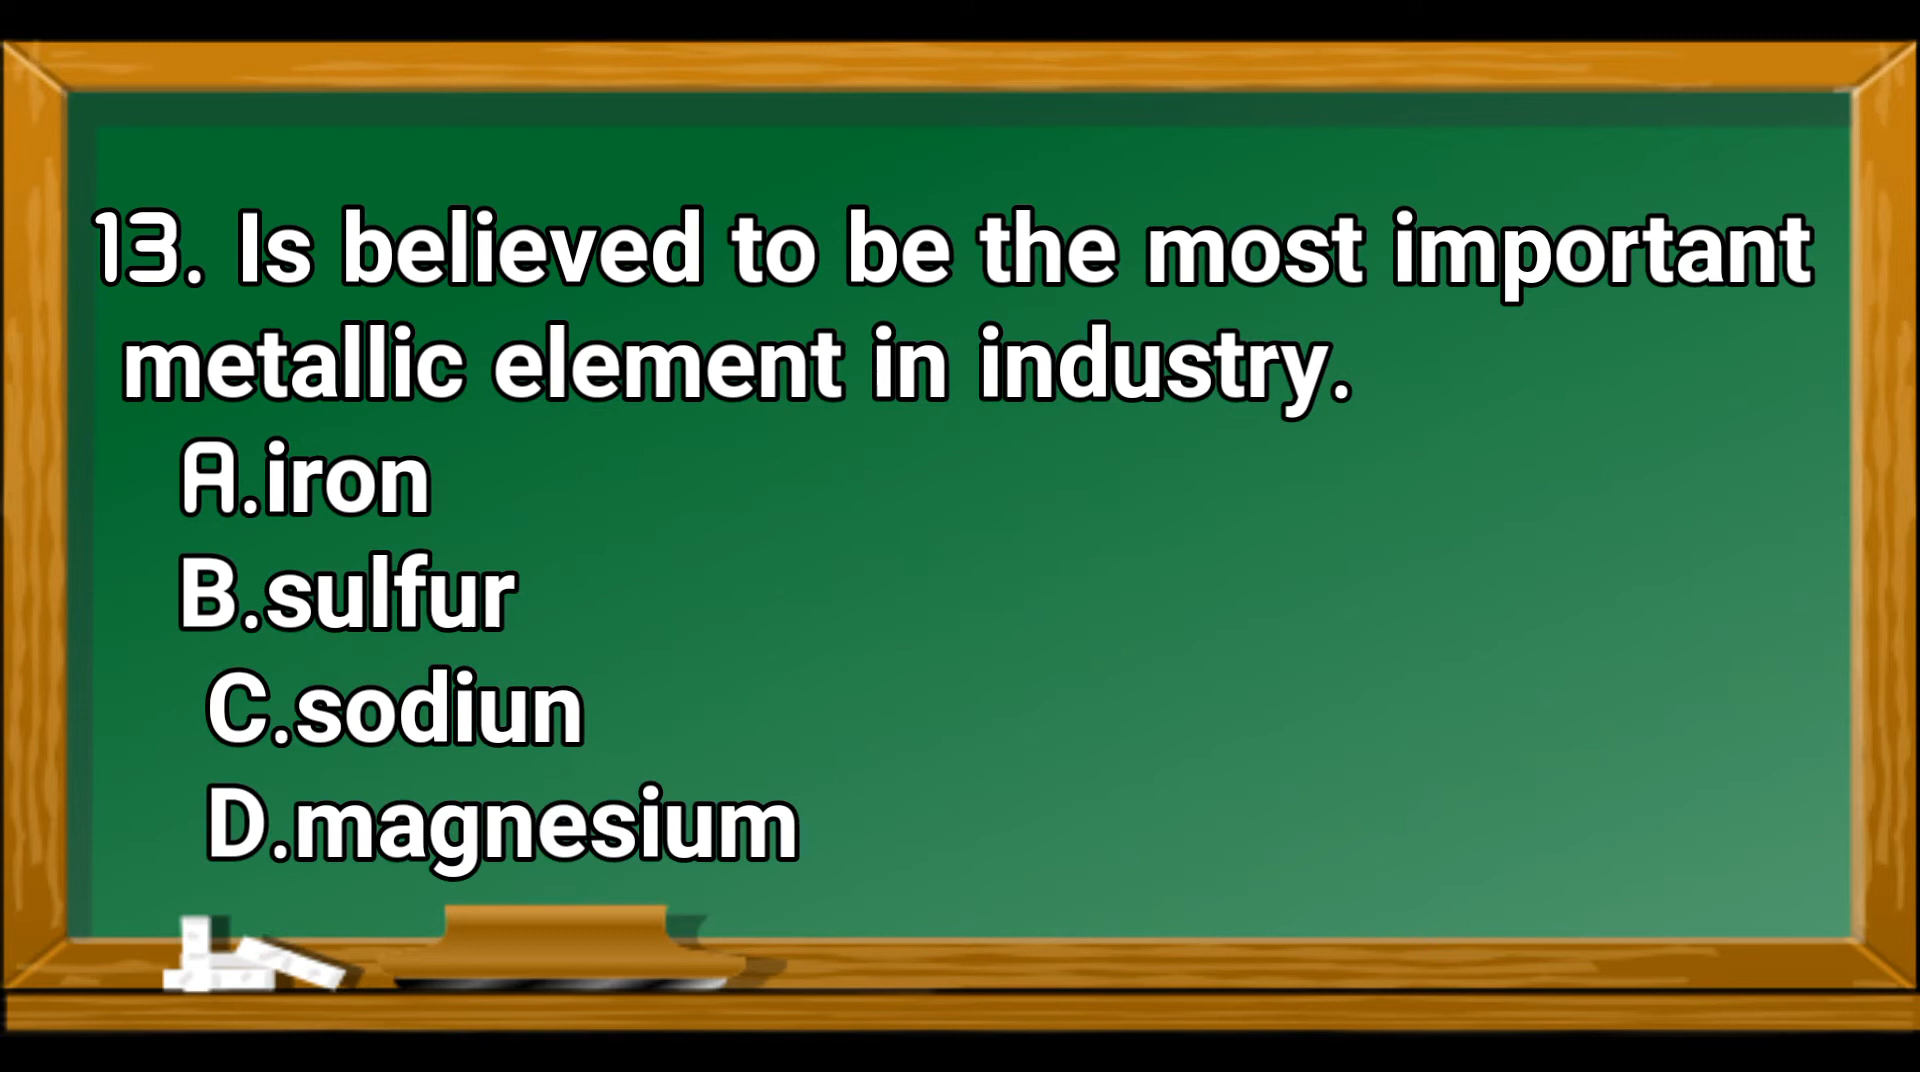 13. Is believed to be the most important
metallic element in industry.
A.iron
B.sulfur
C.sodiun
D.magnesium